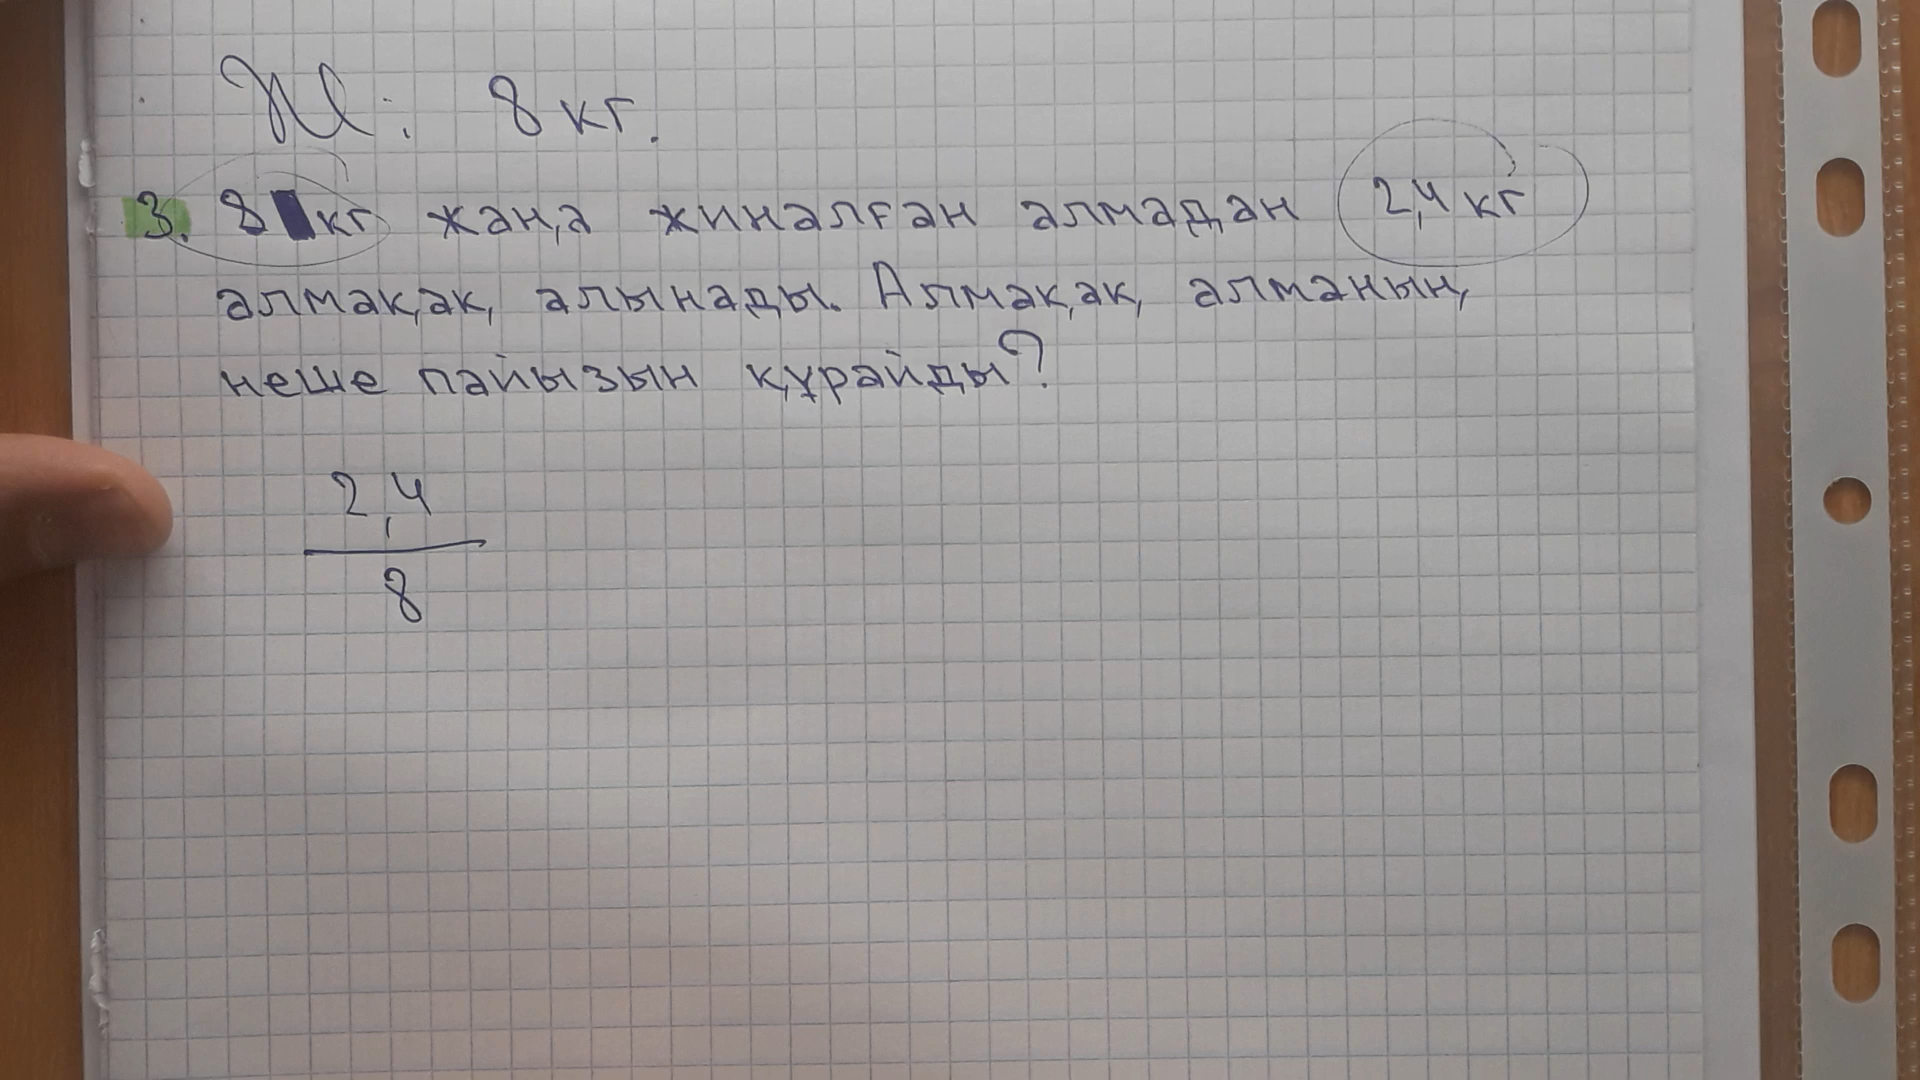 Ж: 8 кг.
3. 8 кг жаңа жиналған алмадан 2,4 кг
алмақақ алынады. Алмақақ алманың
неше пайызын құрайды?
2,4
8